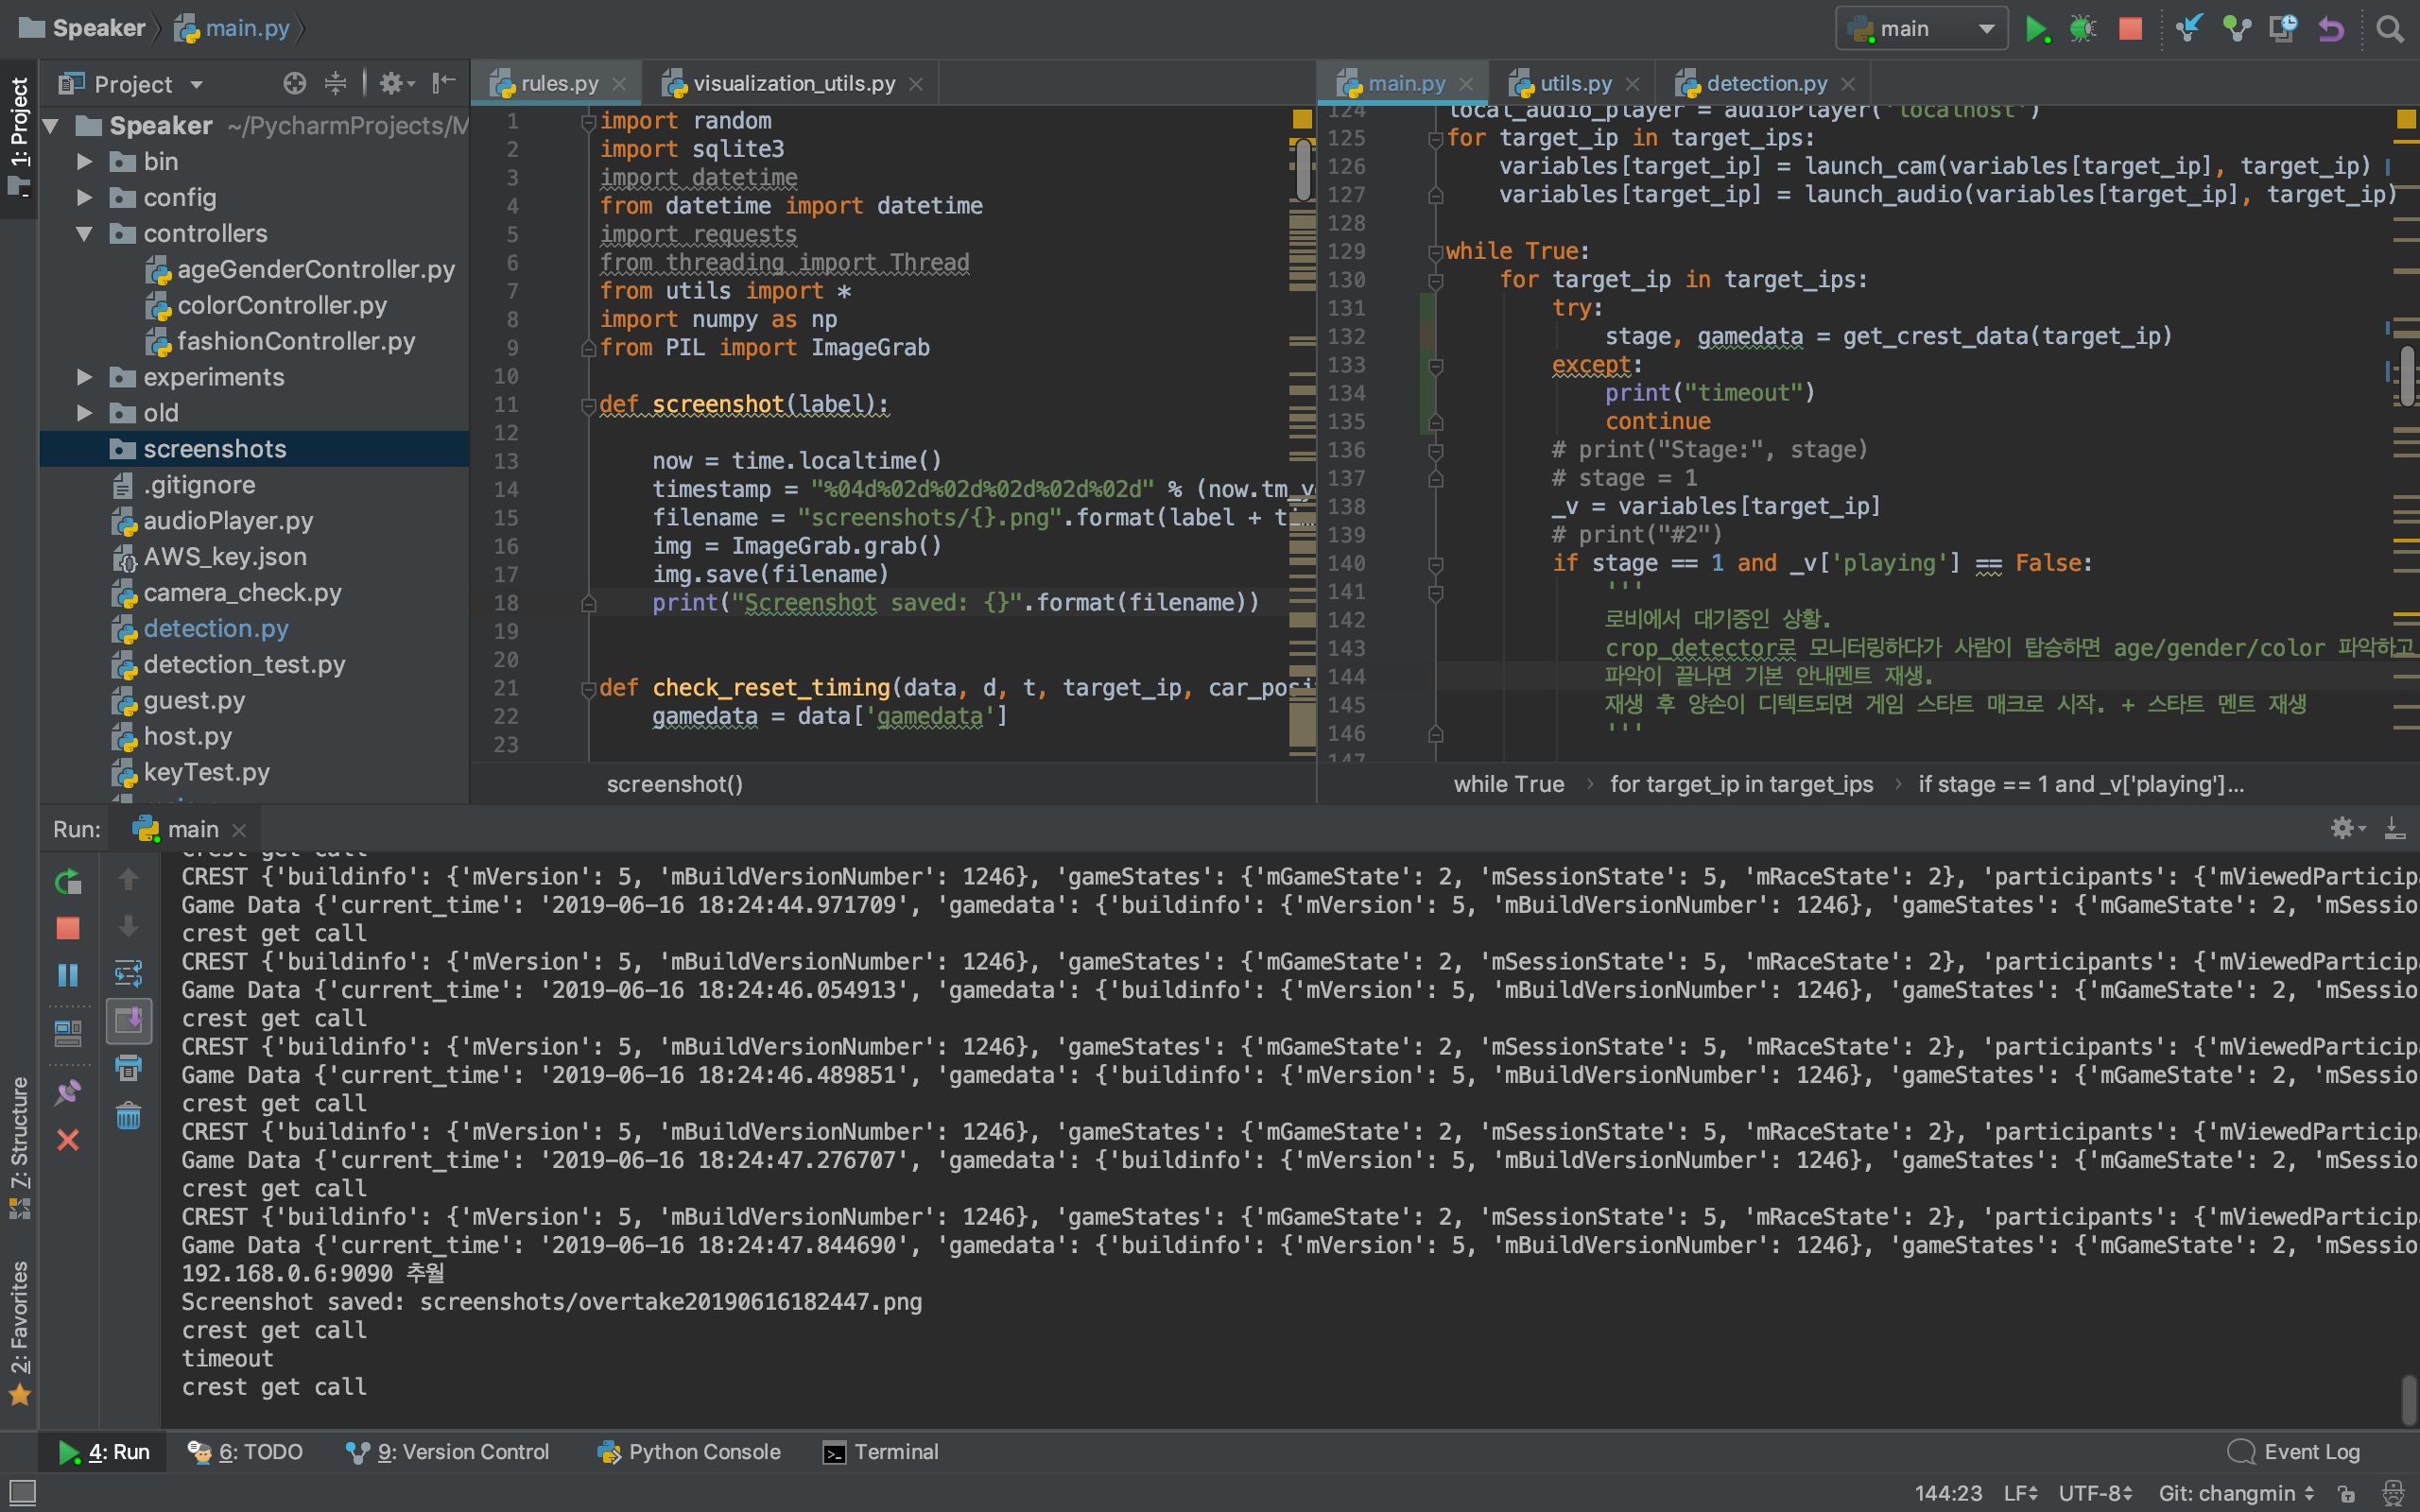 Speaker
main.py
main
1: Project
Project
Speaker ~/PycharmProjects/M
bin
config
controllers
ageGenderController.py
colorController.py
fashionController.py
experiments
old
screenshots
.gitignore
audioPlayer.py
AWS_key.json
camera_check.py
detection.py
detection_test.py
guest.py
host.py
keyTest.py
rules.py
visualization_utils.py
1 import random
2 import sqlite3
3 import datetime
4 from datetime import datetime
5 import requests
6 from threading import Thread
7 from utils import *
8 import numpy as np
9 from PIL import ImageGrab
10
11 def screenshot(label):
12
13 now = time.localtime()
14 timestamp = "%04d%02d%02d%02d%02d%02d" % (now.tm_y
15 filename = "screenshots/{}.png".format(label + ti
16 img = ImageGrab.grab()
17 img.save(filename)
18 print("Screenshot saved: {}".format(filename))
19
20
21 def check_reset_timing(data, d, t, target_ip, car_posi
22 gamedata = data['gamedata']
23
screenshot()
main.py
utils.py
detection.py
124 local_audio_player = audioPlayer('localhost')
125 for target_ip in target_ips:
126 variables[target_ip] = launch_cam(variables[target_ip], target_ip)
127 variables[target_ip] = launch_audio(variables[target_ip], target_ip)
128
129 while True:
130 for target_ip in target_ips:
131 try:
132 stage, gamedata = get_crest_data(target_ip)
133 except:
134 print("timeout")
135 continue
136 # print("Stage:", stage)
137 # stage = 1
138 _v = variables[target_ip]
139 # print("#2")
140 if stage == 1 and _v['playing'] == False:
141 '''
142 로비에서 대기중인 상황.
143 crop_detector로 모니터링하다가 사람이 탑승하면 age/gender/color 파악하고
144 파악이 끝나면 기본 안내멘트 재생.
145 재생 후 양손이 디텍트되면 게임 스타트 매크로 시작. + 스타트 멘트 재생
146 '''
147
while True › for target_ip in target_ips › if stage == 1 and _v['playing']...
Run: main
crest get call
CREST {'buildinfo': {'mVersion': 5, 'mBuildVersionNumber': 1246}, 'gameStates': {'mGameState': 2, 'mSessionState': 5, 'mRaceState': 2}, 'participants': {'mViewedParticipa
Game Data {'current_time': '2019-06-16 18:24:44.971709', 'gamedata': {'buildinfo': {'mVersion': 5, 'mBuildVersionNumber': 1246}, 'gameStates': {'mGameState': 2, 'mSessio
crest get call
CREST {'buildinfo': {'mVersion': 5, 'mBuildVersionNumber': 1246}, 'gameStates': {'mGameState': 2, 'mSessionState': 5, 'mRaceState': 2}, 'participants': {'mViewedParticipa
Game Data {'current_time': '2019-06-16 18:24:46.054913', 'gamedata': {'buildinfo': {'mVersion': 5, 'mBuildVersionNumber': 1246}, 'gameStates': {'mGameState': 2, 'mSessio
crest get call
CREST {'buildinfo': {'mVersion': 5, 'mBuildVersionNumber': 1246}, 'gameStates': {'mGameState': 2, 'mSessionState': 5, 'mRaceState': 2}, 'participants': {'mViewedParticipa
Game Data {'current_time': '2019-06-16 18:24:46.489851', 'gamedata': {'buildinfo': {'mVersion': 5, 'mBuildVersionNumber': 1246}, 'gameStates': {'mGameState': 2, 'mSessio
crest get call
CREST {'buildinfo': {'mVersion': 5, 'mBuildVersionNumber': 1246}, 'gameStates': {'mGameState': 2, 'mSessionState': 5, 'mRaceState': 2}, 'participants': {'mViewedParticipa
Game Data {'current_time': '2019-06-16 18:24:47.276707', 'gamedata': {'buildinfo': {'mVersion': 5, 'mBuildVersionNumber': 1246}, 'gameStates': {'mGameState': 2, 'mSessio
crest get call
CREST {'buildinfo': {'mVersion': 5, 'mBuildVersionNumber': 1246}, 'gameStates': {'mGameState': 2, 'mSessionState': 5, 'mRaceState': 2}, 'participants': {'mViewedParticipa
Game Data {'current_time': '2019-06-16 18:24:47.844690', 'gamedata': {'buildinfo': {'mVersion': 5, 'mBuildVersionNumber': 1246}, 'gameStates': {'mGameState': 2, 'mSessio
192.168.0.6:9090 추월
Screenshot saved: screenshots/overtake20190616182447.png
crest get call
timeout
crest get call
7: Structure
2: Favorites
4: Run
6: TODO
9: Version Control
Python Console
Terminal
Event Log
144:23 LF UTF-8 Git: changmin